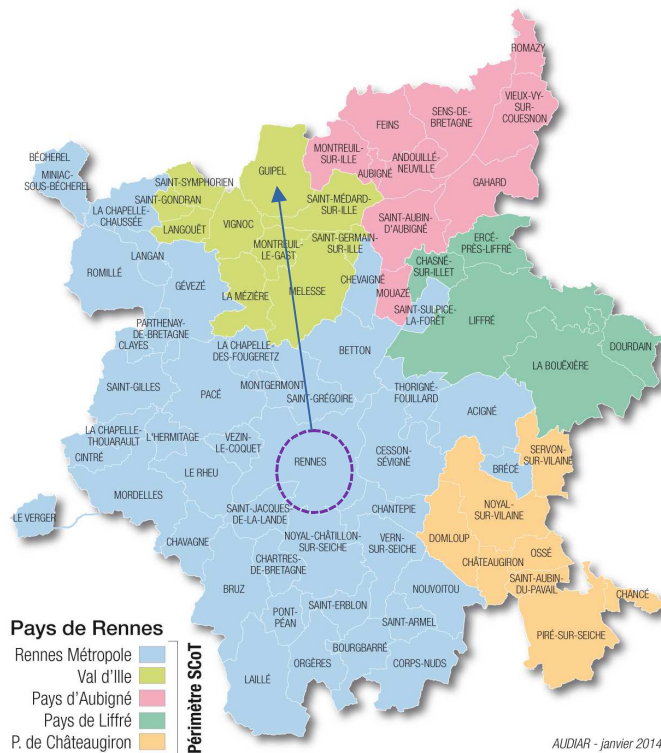 ROMAZY
VIEUX-VY-
SUR-
COUESNON
SENS-DE-
BRETAGNE
FEINS
MONTREUIL-
SUR-ILLE
AUBIGNÉ
ANDOUILLÉ-
NEUVILLE
GAHARD
BÉCHEREL
MINIAC-
SOUS-BÉCHEREL
GUIPEL
SAINT-SYMPHORIEN
SAINT-GONDRAN
SAINT-MÉDARD-
SUR-ILLE
LA CHAPELLE-
CHAUSSÉE
LANGOUËT
VIGNOC
SAINT-AUBIN-
D'AUBIGNÉ
MONTREUIL-
LE-GAST
SAINT-GERMAIN-
SUR-ILLE
ERCÉ-
PRÈS-LIFFRÉ
CHASNÉ-
SUR-ILLET
LANGAN
ROMILLÉ
GÉVEZÉ
LA MÉZIÈRE
MELESSE
CHEVAIGNÉ
MOUAZÉ
SAINT-SULPICE-
LA-FORÊT
LIFFRÉ
DOURDAIN
LA BOUËXIÈRE
PARTHENAY-
DE-BRETAGNE
CLAYES
LA CHAPELLE-
DES-FOUGERETZ
BETTON
SAINT-GILLES
PACÉ
MONTGERMONT
SAINT-GRÉGOIRE
THORIGNÉ-
FOUILLARD
ACIGNÉ
LA CHAPELLE-
THOUARAULT
L'HERMITAGE
VEZIN-
LE-COQUET
CINTRÉ
LE RHEU
RENNES
CESSON-
SÉVIGNÉ
SERVON-
SUR-VILAINE
BRÉCÉ
MORDELLES
LE VERGER
SAINT-JACQUES-
DE-LA-LANDE
CHANTEPIE
NOYAL-
SUR-VILAINE
CHAVAGNE
NOYAL-CHÂTILLON-
SUR-SEICHE
VERN-
SUR-SEICHE
DOMLOUP
CHARTRES-
DE-BRETAGNE
CHÂTEAUGIRON
OSSÉ
SAINT-AUBIN-
DU-PAVAIL
BRUZ
NOUVOITOU
CHANCÉ
PONT-
PÉAN
SAINT-ERBLON
SAINT-ARMEL
PIRÉ-SUR-SEICHE
BOURGBARRÉ
LAILLÉ
ORGÈRES
CORPS-NUDS
Pays de Rennes
Rennes Métropole
Val d'Ille
Pays d'Aubigné
Pays de Liffré
P. de Châteaugiron
Périmètre SCoT
AUDIAR - janvier 2014